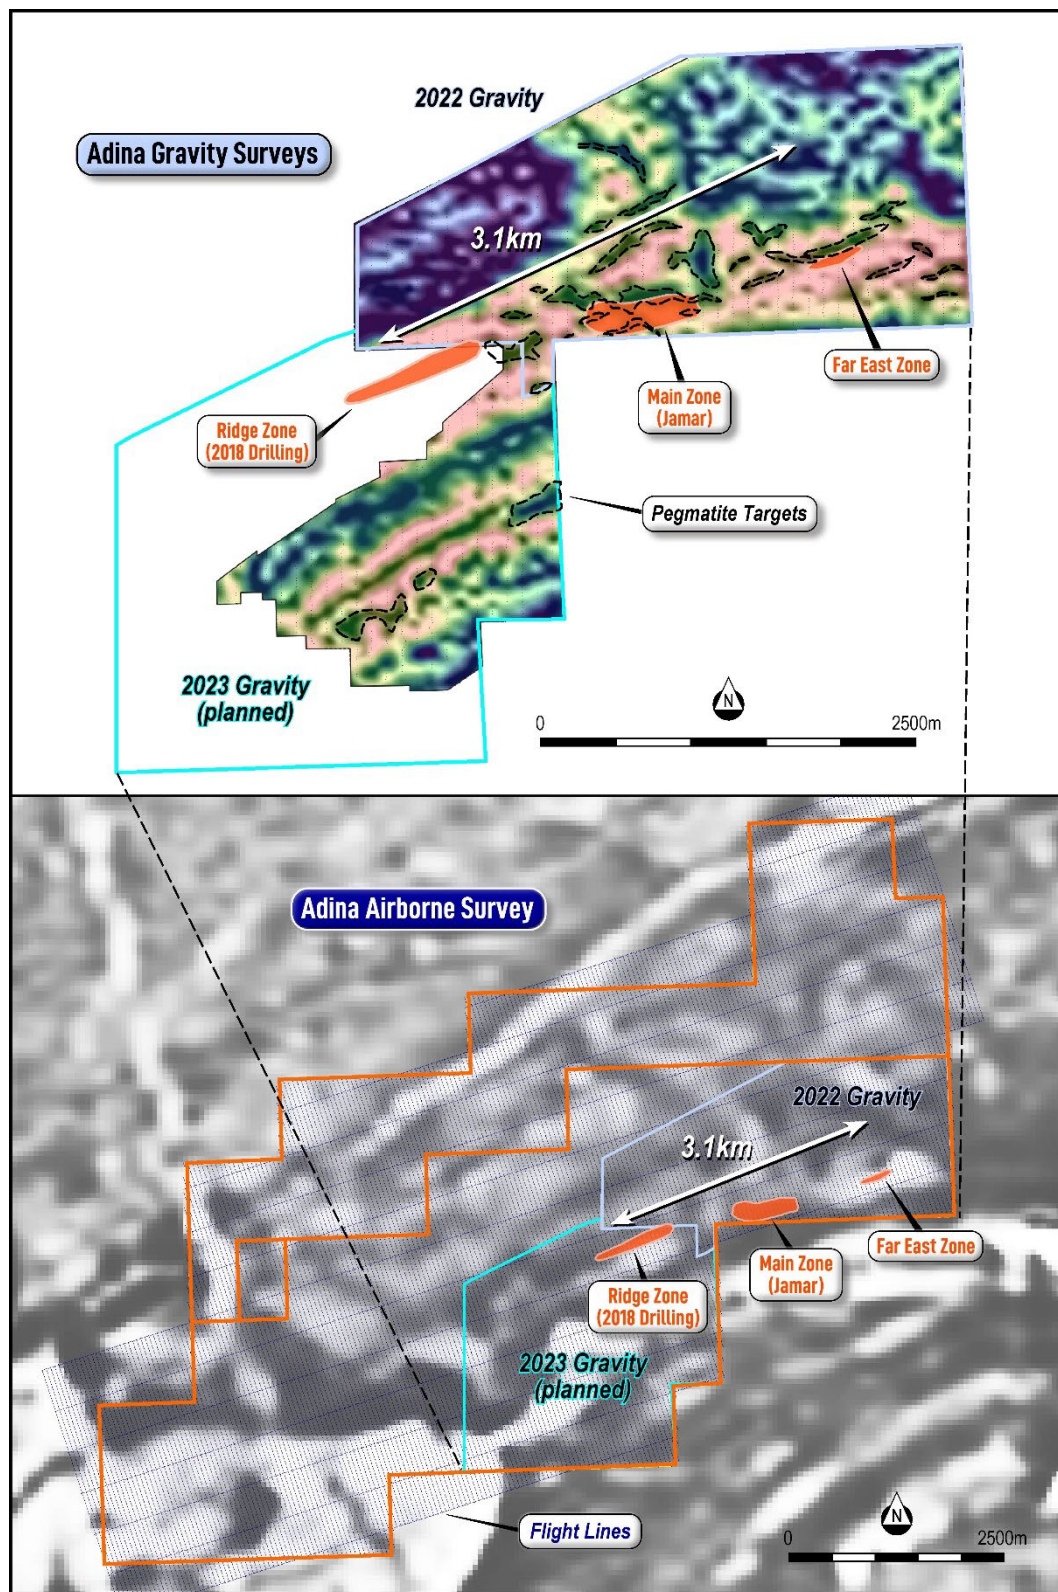 2022 Gravity
Adina Gravity Surveys
3.1km
Far East Zone
Main Zone
(Jamar)
Ridge Zone
(2018 Drilling)
Pegmatite Targets
2023 Gravity
(planned)
N
0
2500m
Adina Airborne Survey
2022 Gravity
3.1km
Far East Zone
Main Zone
(Jamar)
Ridge Zone
(2018 Drilling)
2023 Gravity
(planned)
Flight Lines
N
0
2500m